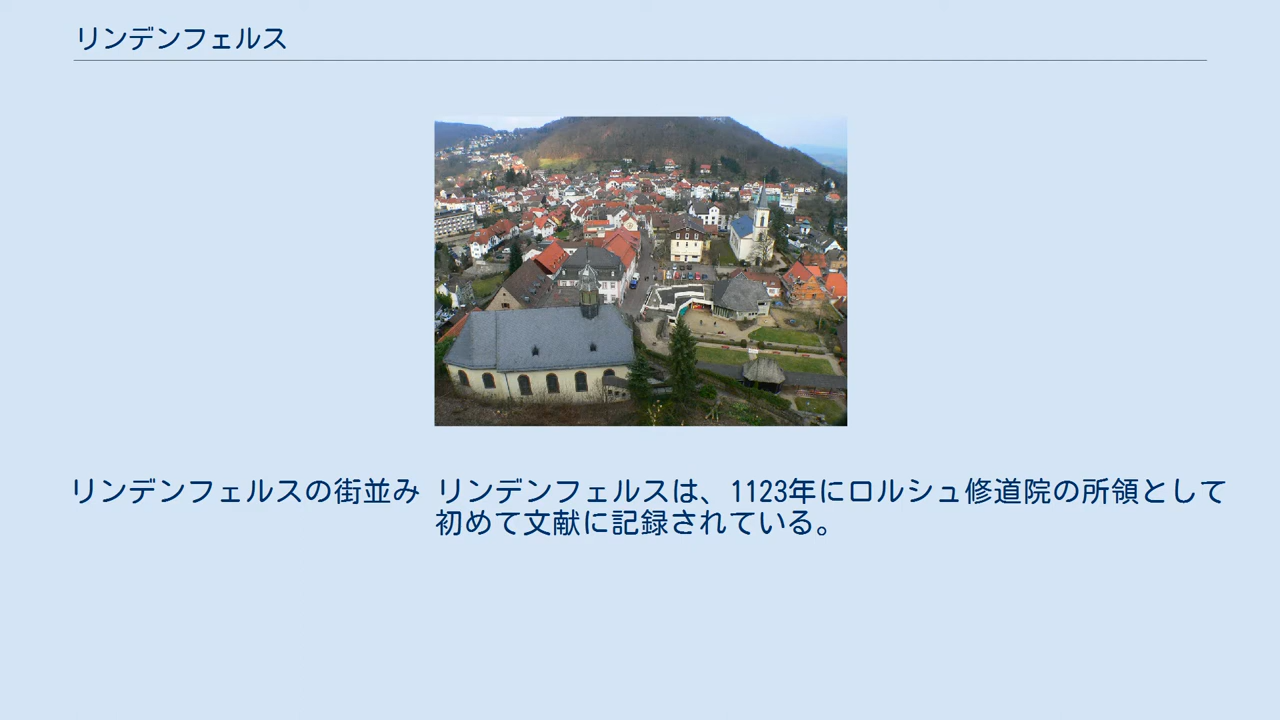 リンデンフェルス
リンデンフェルスの街並み
リンデンフェルスは、1123年にロルシュ修道院の所領として
初めて文献に記録されている。